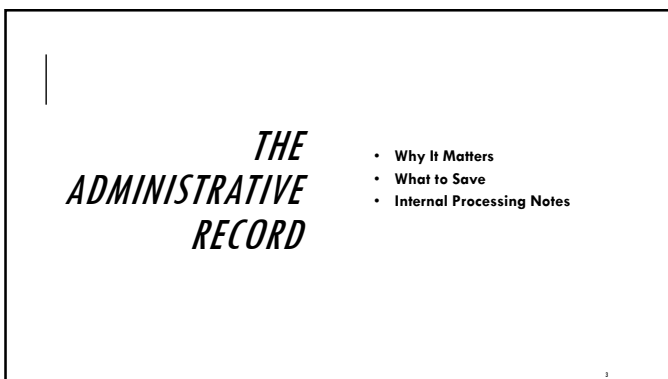 THE
ADMINISTRATIVE
RECORD
• Why It Matters
• What to Save
• Internal Processing Notes
3